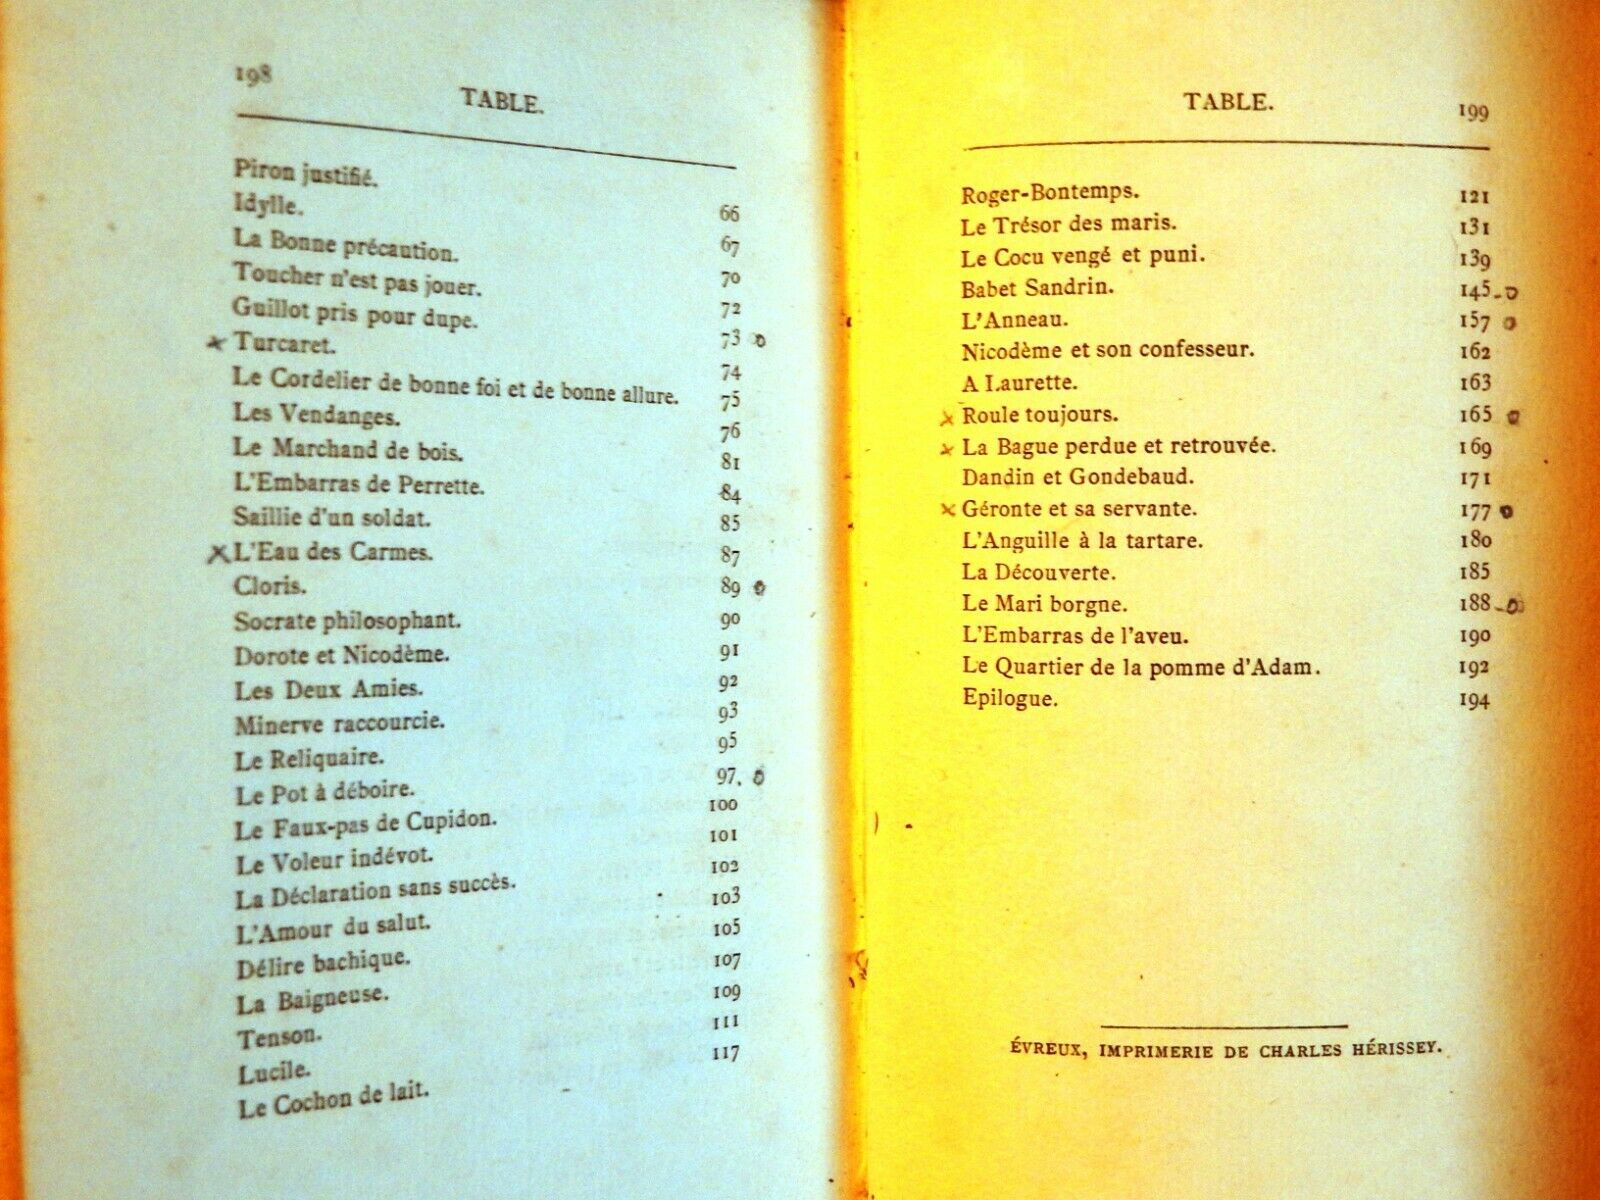 198
TABLE.
Piron justifié. 66
Idylle. 67
La Bonne précaution. 70
Toucher n'est pas jouer. 72
Guillot pris pour dupe. 73
Turcaret. 74
Le Cordelier de bonne foi et de bonne allure. 75
Les Vendanges. 76
Le Marchand de bois. 81
L'Embarras de Perrette. 84
Saillie d'un soldat. 85
L'Eau des Carmes. 87
Cloris. 89
Socrate philosophant. 90
Dorote et Nicodème. 91
Les Deux Amies. 92
Minerve raccourcie. 93
Le Reliquaire. 95
Le Pot à déboire. 97
Le Faux-pas de Cupidon. 100
Le Voleur indévot. 101
La Déclaration sans succès. 102
L'Amour du salut. 103
Délire bachique. 105
La Baigneuse. 107
Tenson. 109
Lucile. 111
Le Cochon de lait. 117
TABLE. 199
Roger-Bontemps. 121
Le Trésor des maris. 131
Le Cocu vengé et puni. 139
Babet Sandrin. 145
L'Anneau. 157
Nicodème et son confesseur. 162
A Laurette. 163
Roule toujours. 165
La Bague perdue et retrouvée. 169
Dandin et Gondebaud. 171
Géronte et sa servante. 177
L'Anguille à la tartare. 180
La Découverte. 185
Le Mari borgne. 188
L'Embarras de l'aveu. 190
Le Quartier de la pomme d'Adam. 192
Epilogue. 194
ÉVREUX, IMPRIMERIE DE CHARLES HÉRISSEY.